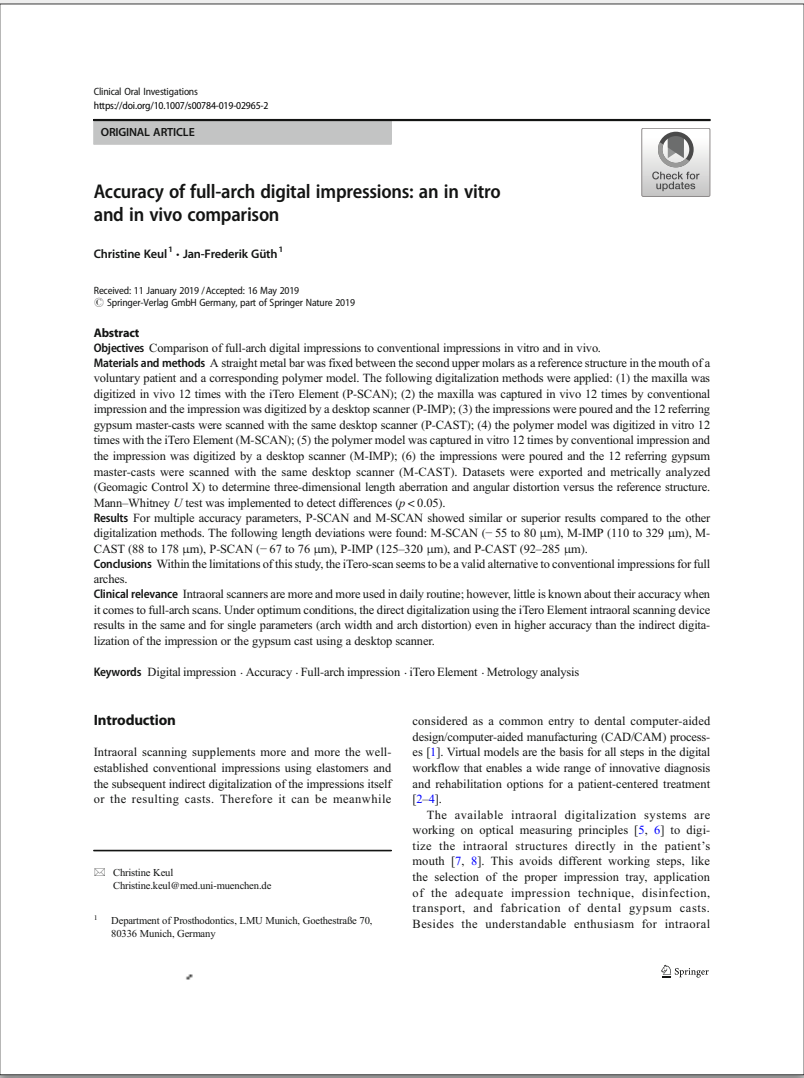 Clinical Oral Investigations
https://doi.org/10.1007/s00784-019-02965-2
ORIGINAL ARTICLE
Check for
updates
Accuracy of full-arch digital impressions: an in vitro
and in vivo comparison
Christine Keul 1 · Jan-Frederik Güth 1
Received: 11 January 2019 / Accepted: 16 May 2019
© Springer-Verlag GmbH Germany, part of Springer Nature 2019
Abstract
Objectives Comparison of full-arch digital impressions to conventional impressions in vitro and in vivo.
Materials and methods A straight metal bar was fixed between the second upper molars as a reference structure in the mouth of a
voluntary patient and a corresponding polymer model. The following digitalization methods were applied: (1) the maxilla was
digitized in vivo 12 times with the iTero Element (P-SCAN); (2) the maxilla was captured in vivo 12 times by conventional
impression and the impression was digitized by a desktop scanner (P-IMP); (3) the impressions were poured and the 12 referring
gypsum master-casts were scanned with the same desktop scanner (P-CAST); (4) the polymer model was digitized in vitro 12
times with the iTero Element (M-SCAN); (5) the polymer model was captured in vitro 12 times by conventional impression and
the impression was digitized by a desktop scanner (M-IMP); (6) the impressions were poured and the 12 referring gypsum
master-casts were scanned with the same desktop scanner (M-CAST). Datasets were exported and metrically analyzed
(Geomagic Control X) to determine three-dimensional length aberration and angular distortion versus the reference structure.
Mann–Whitney U test was implemented to detect differences (p < 0.05).
Results For multiple accuracy parameters, P-SCAN and M-SCAN showed similar or superior results compared to the other
digitalization methods. The following length deviations were found: M-SCAN (− 55 to 80 μm), M-IMP (110 to 329 μm), M-
CAST (88 to 178 μm), P-SCAN (− 67 to 76 μm), P-IMP (125–320 μm), and P-CAST (92–285 μm).
Conclusions Within the limitations of this study, the iTero-scan seems to be a valid alternative to conventional impressions for full
arches.
Clinical relevance Intraoral scanners are more and more used in daily routine; however, little is known about their accuracy when
it comes to full-arch scans. Under optimum conditions, the direct digitalization using the iTero Element intraoral scanning device
results in the same and for single parameters (arch width and arch distortion) even in higher accuracy than the indirect digita-
lization of the impression or the gypsum cast using a desktop scanner.
Keywords Digital impression · Accuracy · Full-arch impression · iTero Element · Metrology analysis
Introduction
Intraoral scanning supplements more and more the well-
established conventional impressions using elastomers and
the subsequent indirect digitalization of the impressions itself
or the resulting casts. Therefore it can be meanwhile
considered as a common entry to dental computer-aided
design/computer-aided manufacturing (CAD/CAM) process-
es [1]. Virtual models are the basis for all steps in the digital
workflow that enables a wide range of innovative diagnosis
and rehabilitation options for a patient-centered treatment
[2–4].
The available intraoral digitalization systems are
working on optical measuring principles [5, 6] to digi-
tize the intraoral structures directly in the patient's
mouth [7, 8]. This avoids different working steps, like
the selection of the proper impression tray, application
of the adequate impression technique, disinfection,
transport, and fabrication of dental gypsum casts.
Besides the understandable enthusiasm for intraoral
✉ Christine Keul
Christine.keul@med.uni-muenchen.de
1 Department of Prosthodontics, LMU Munich, Goethestraße 70,
80336 Munich, Germany
Springer